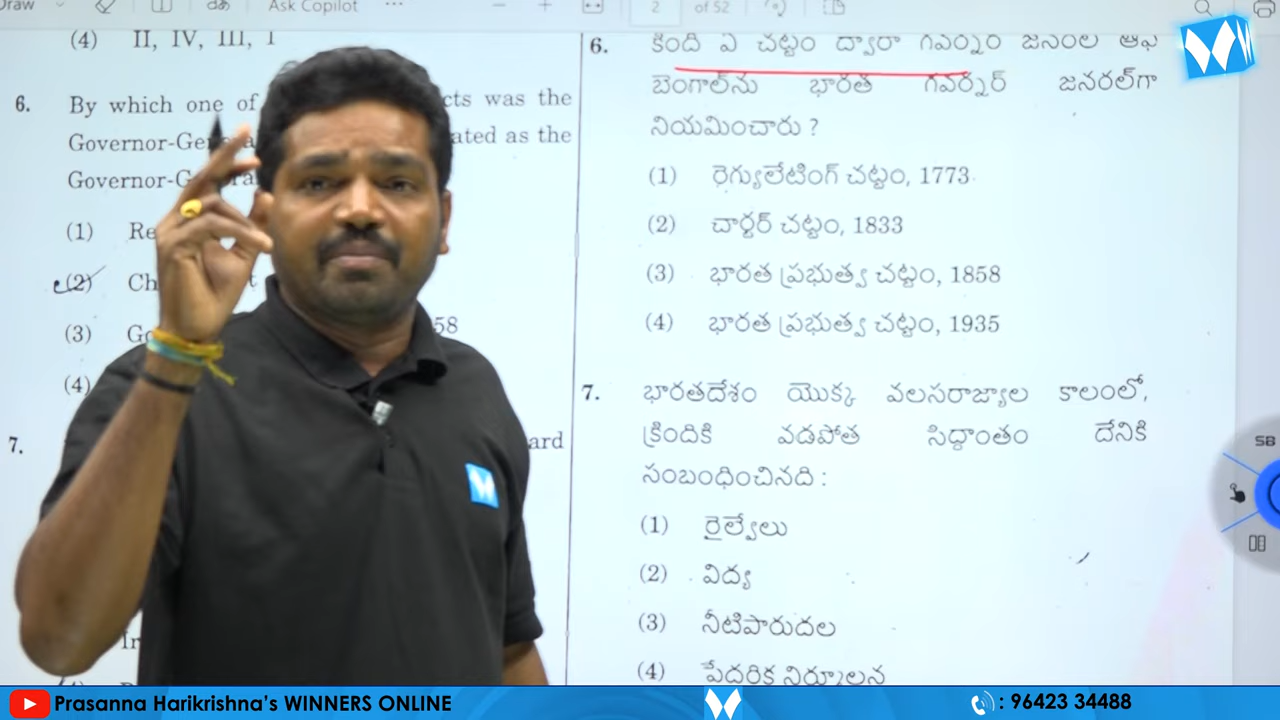 Draw
Ask Copilot
2 of 52
(4) II, IV, III, I
6. By which one of cts was the
ated as the
Governor-
(1) Re
(2) Ch
(3) Go 58
(4)
7. ard
6. కింది ఏ చట్టం ద్వారా గవర్నర్ జనరల్ ఆఫ్
బెంగాల్‌ను భారత గవర్నర్ జనరల్‌గా
నియమించారు ?
(1) రెగ్యులేటింగ్ చట్టం, 1773
(2) చార్టర్ చట్టం, 1833
(3) భారత ప్రభుత్వ చట్టం, 1858
(4) భారత ప్రభుత్వ చట్టం, 1935
7. భారతదేశం యొక్క వలసరాజ్యాల కాలంలో,
క్రిందికి వడపోత సిద్ధాంతం దేనికి
సంబంధించినది :
(1) రైల్వేలు
(2) విద్య
(3) నీటిపారుదల
(4) పేదరిక నిర్మూలన
Prasanna Harikrishna's WINNERS ONLINE
: 96423 34488